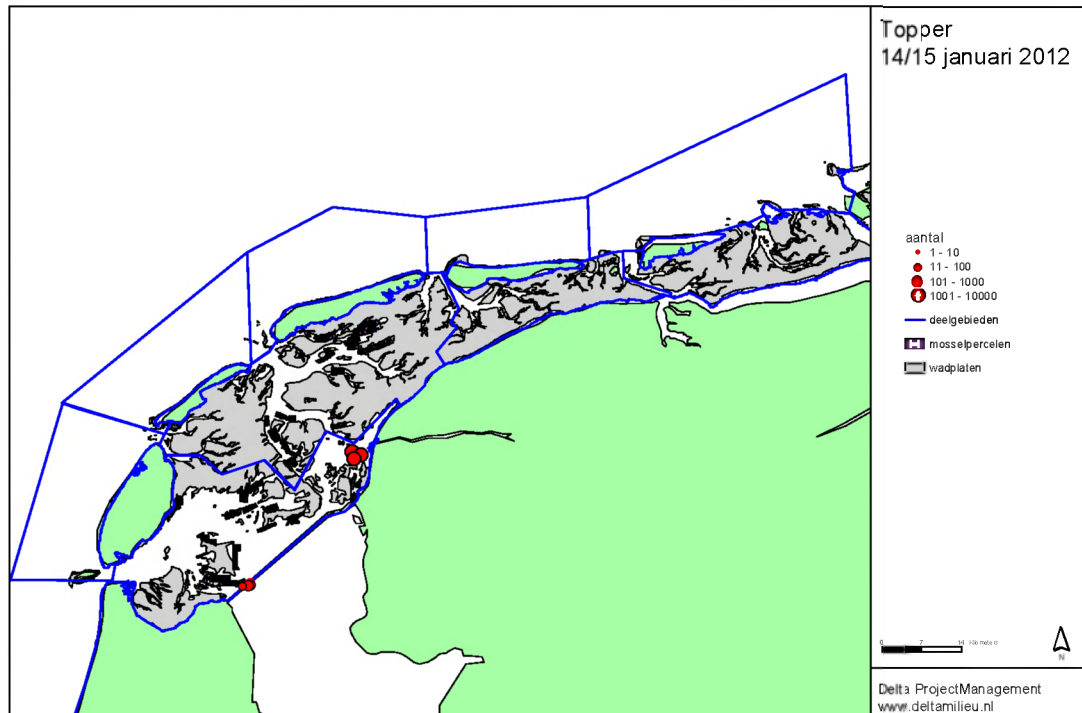 Topper
14/15 januari 2012
aantal
1 - 10
11 - 100
101 - 1000
1001 - 10000
deelgebieden
mosselpercelen
wadplaten
0 7 14 Kilometers
N
Delta ProjectManagement
www.deltamilieu.nl